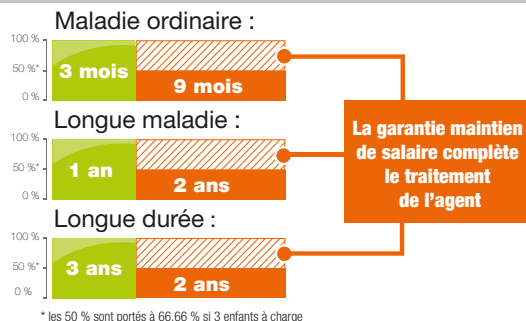 Maladie ordinaire :
100 %
50 %*
0 %
3 mois
9 mois
Longue maladie :
100 %
50 %*
0 %
1 an
2 ans
Longue durée :
100 %
50 %*
0 %
3 ans
2 ans
La garantie maintien
de salaire complète
le traitement
de l’agent
* les 50 % sont portés à 66.66 % si 3 enfants à charge